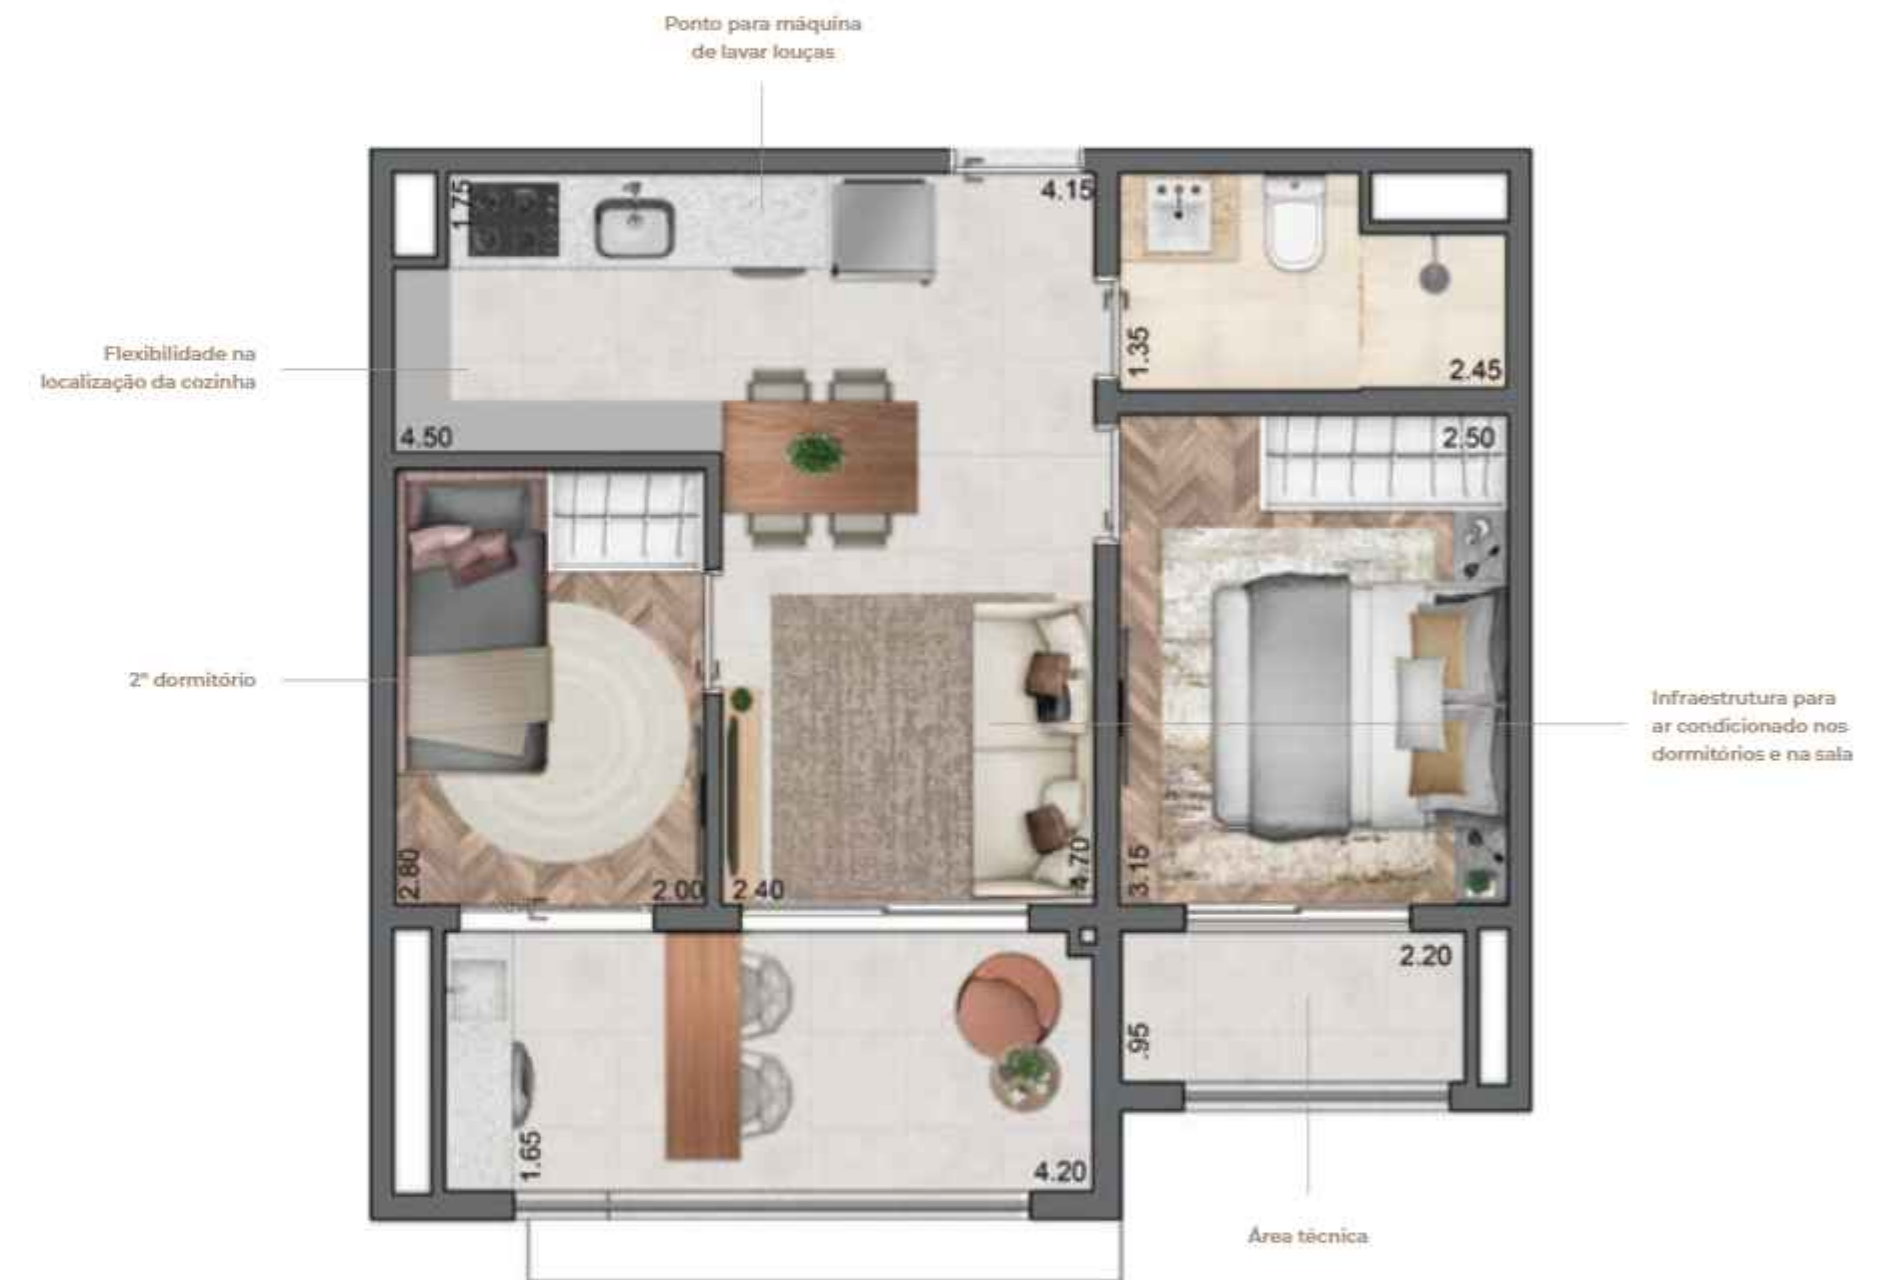 Ponto para máquina
de lavar louças
1.75
4.15
Flexibilidade na
localização da cozinha
4.50
1.35
2.45
2.50
2º dormitório
2.80
2.00
2.40
4.70
3.15
Infraestrutura para
ar condicionado nos
dormitórios e na sala
2.20
.95
1.65
4.20
Área técnica